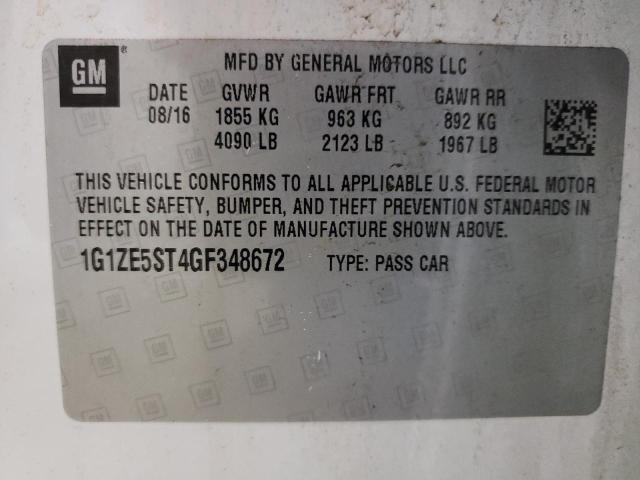 GM
MFD BY GENERAL MOTORS LLC
DATE GVWR GAWR FRT GAWR RR
08/16 1855 KG 963 KG 892 KG
4090 LB 2123 LB 1967 LB
THIS VEHICLE CONFORMS TO ALL APPLICABLE U.S. FEDERAL MOTOR
VEHICLE SAFETY, BUMPER, AND THEFT PREVENTION STANDARDS IN
EFFECT ON THE DATE OF MANUFACTURE SHOWN ABOVE.
1G1ZE5ST4GF348672 TYPE: PASS CAR